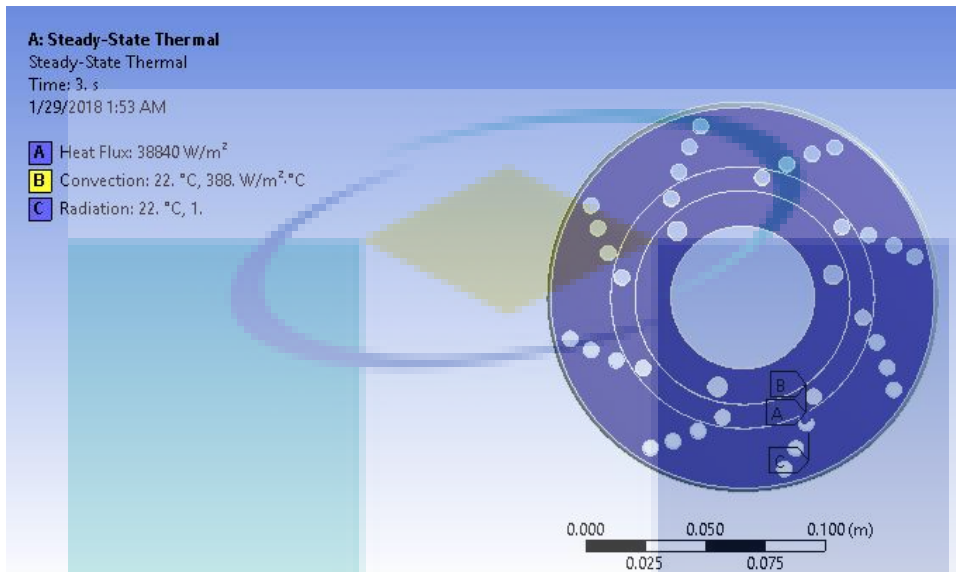 A: Steady-State Thermal
Steady-State Thermal
Time: 3. s
1/29/2018 1:53 AM
A Heat Flux: 38840 W/m²
B Convection: 22. °C, 388. W/m²·°C
C Radiation: 22. °C, 1.
B
A
C
0.000 0.050 0.100 (m)
0.025 0.075